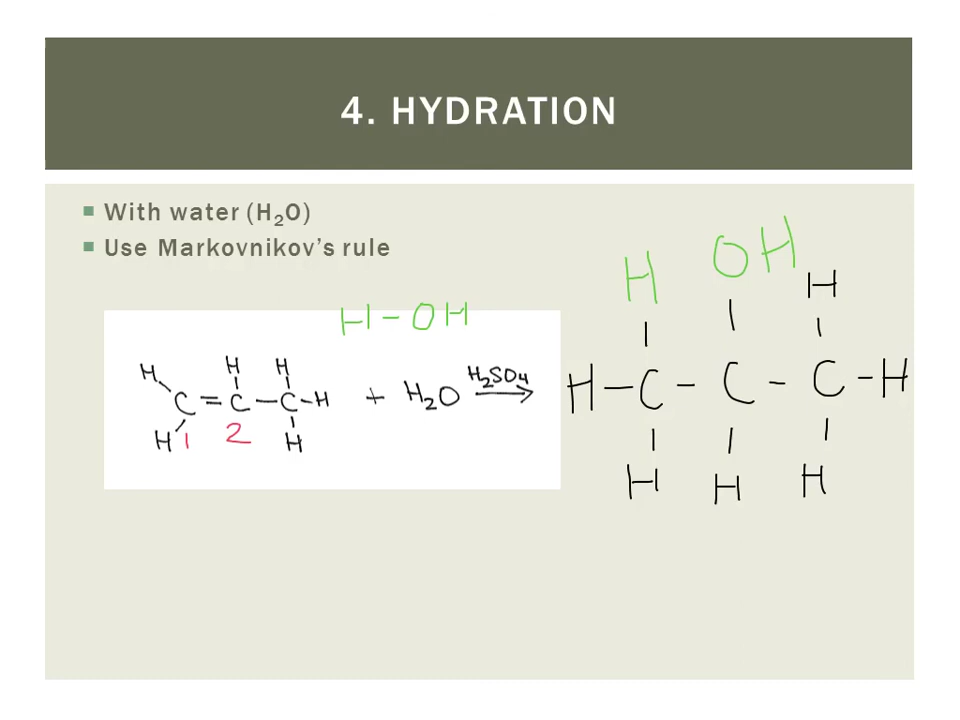 4. HYDRATION
With water (H₂O)
Use Markovnikov's rule
H – OH
H OH H
H H H
C = C – C – H + H₂O H₂SO₄ →
H 1 2 H
H – C – C – C – H
H H H